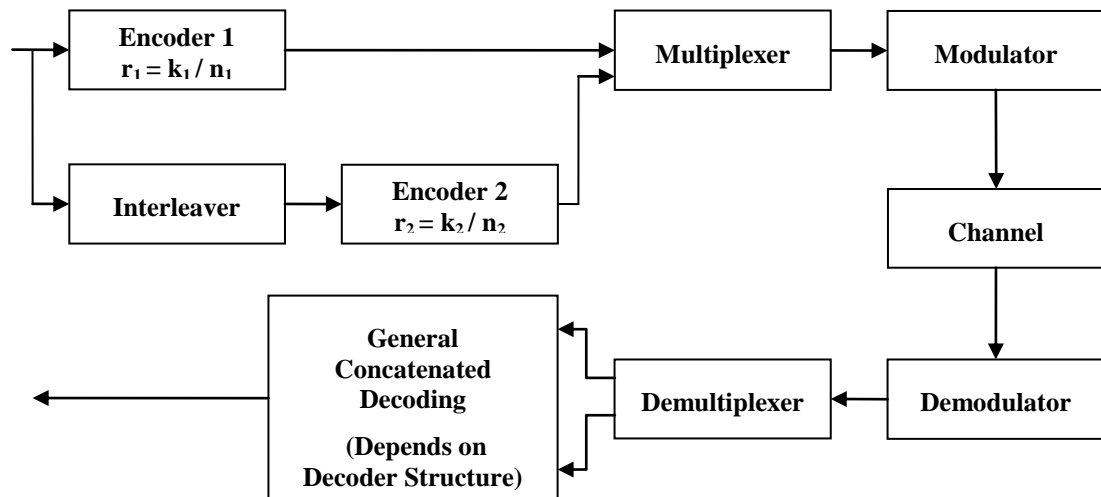 Encoder 1
r₁ = k₁ / n₁
Multiplexer
Modulator
Interleaver
Encoder 2
r₂ = k₂ / n₂
Channel
General
Concatenated
Decoding
(Depends on
Decoder Structure)
Demultiplexer
Demodulator